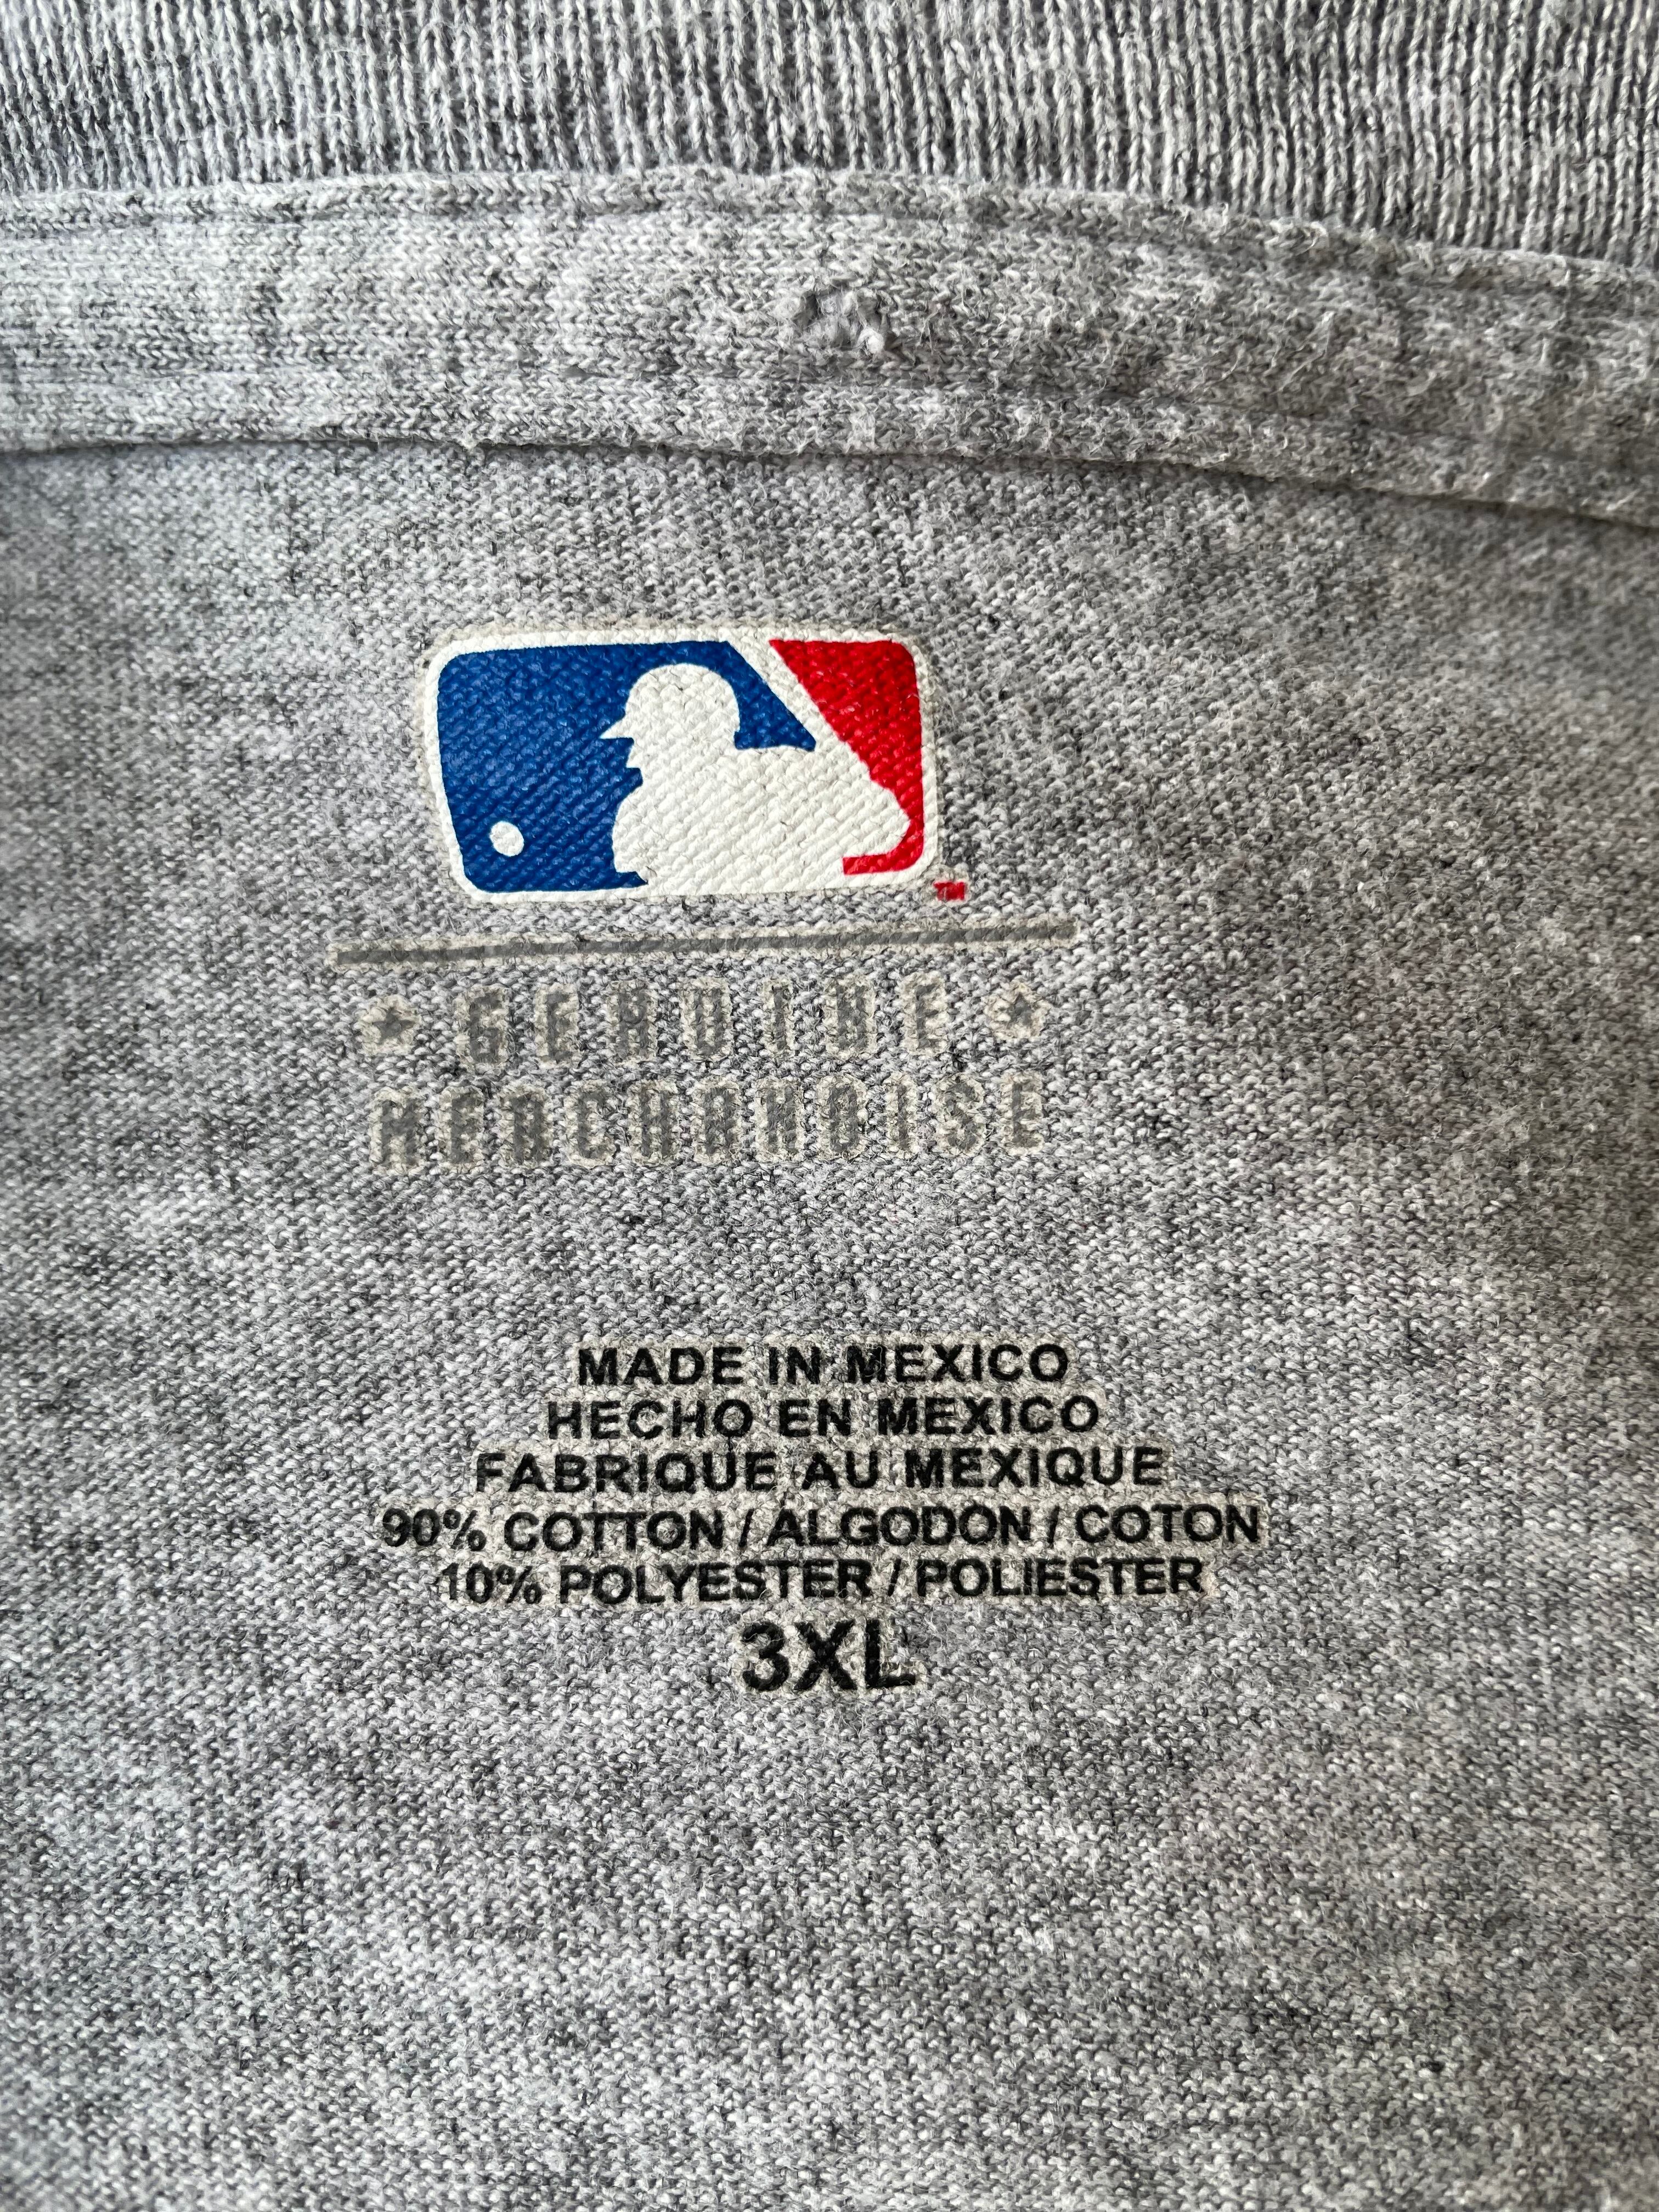 TM
★ GENUINE ★
MERCHANDISE
MADE IN MEXICO
HECHO EN MEXICO
FABRIQUE AU MEXIQUE
90% COTTON / ALGODON / COTON
10% POLYESTER / POLIESTER
3XL